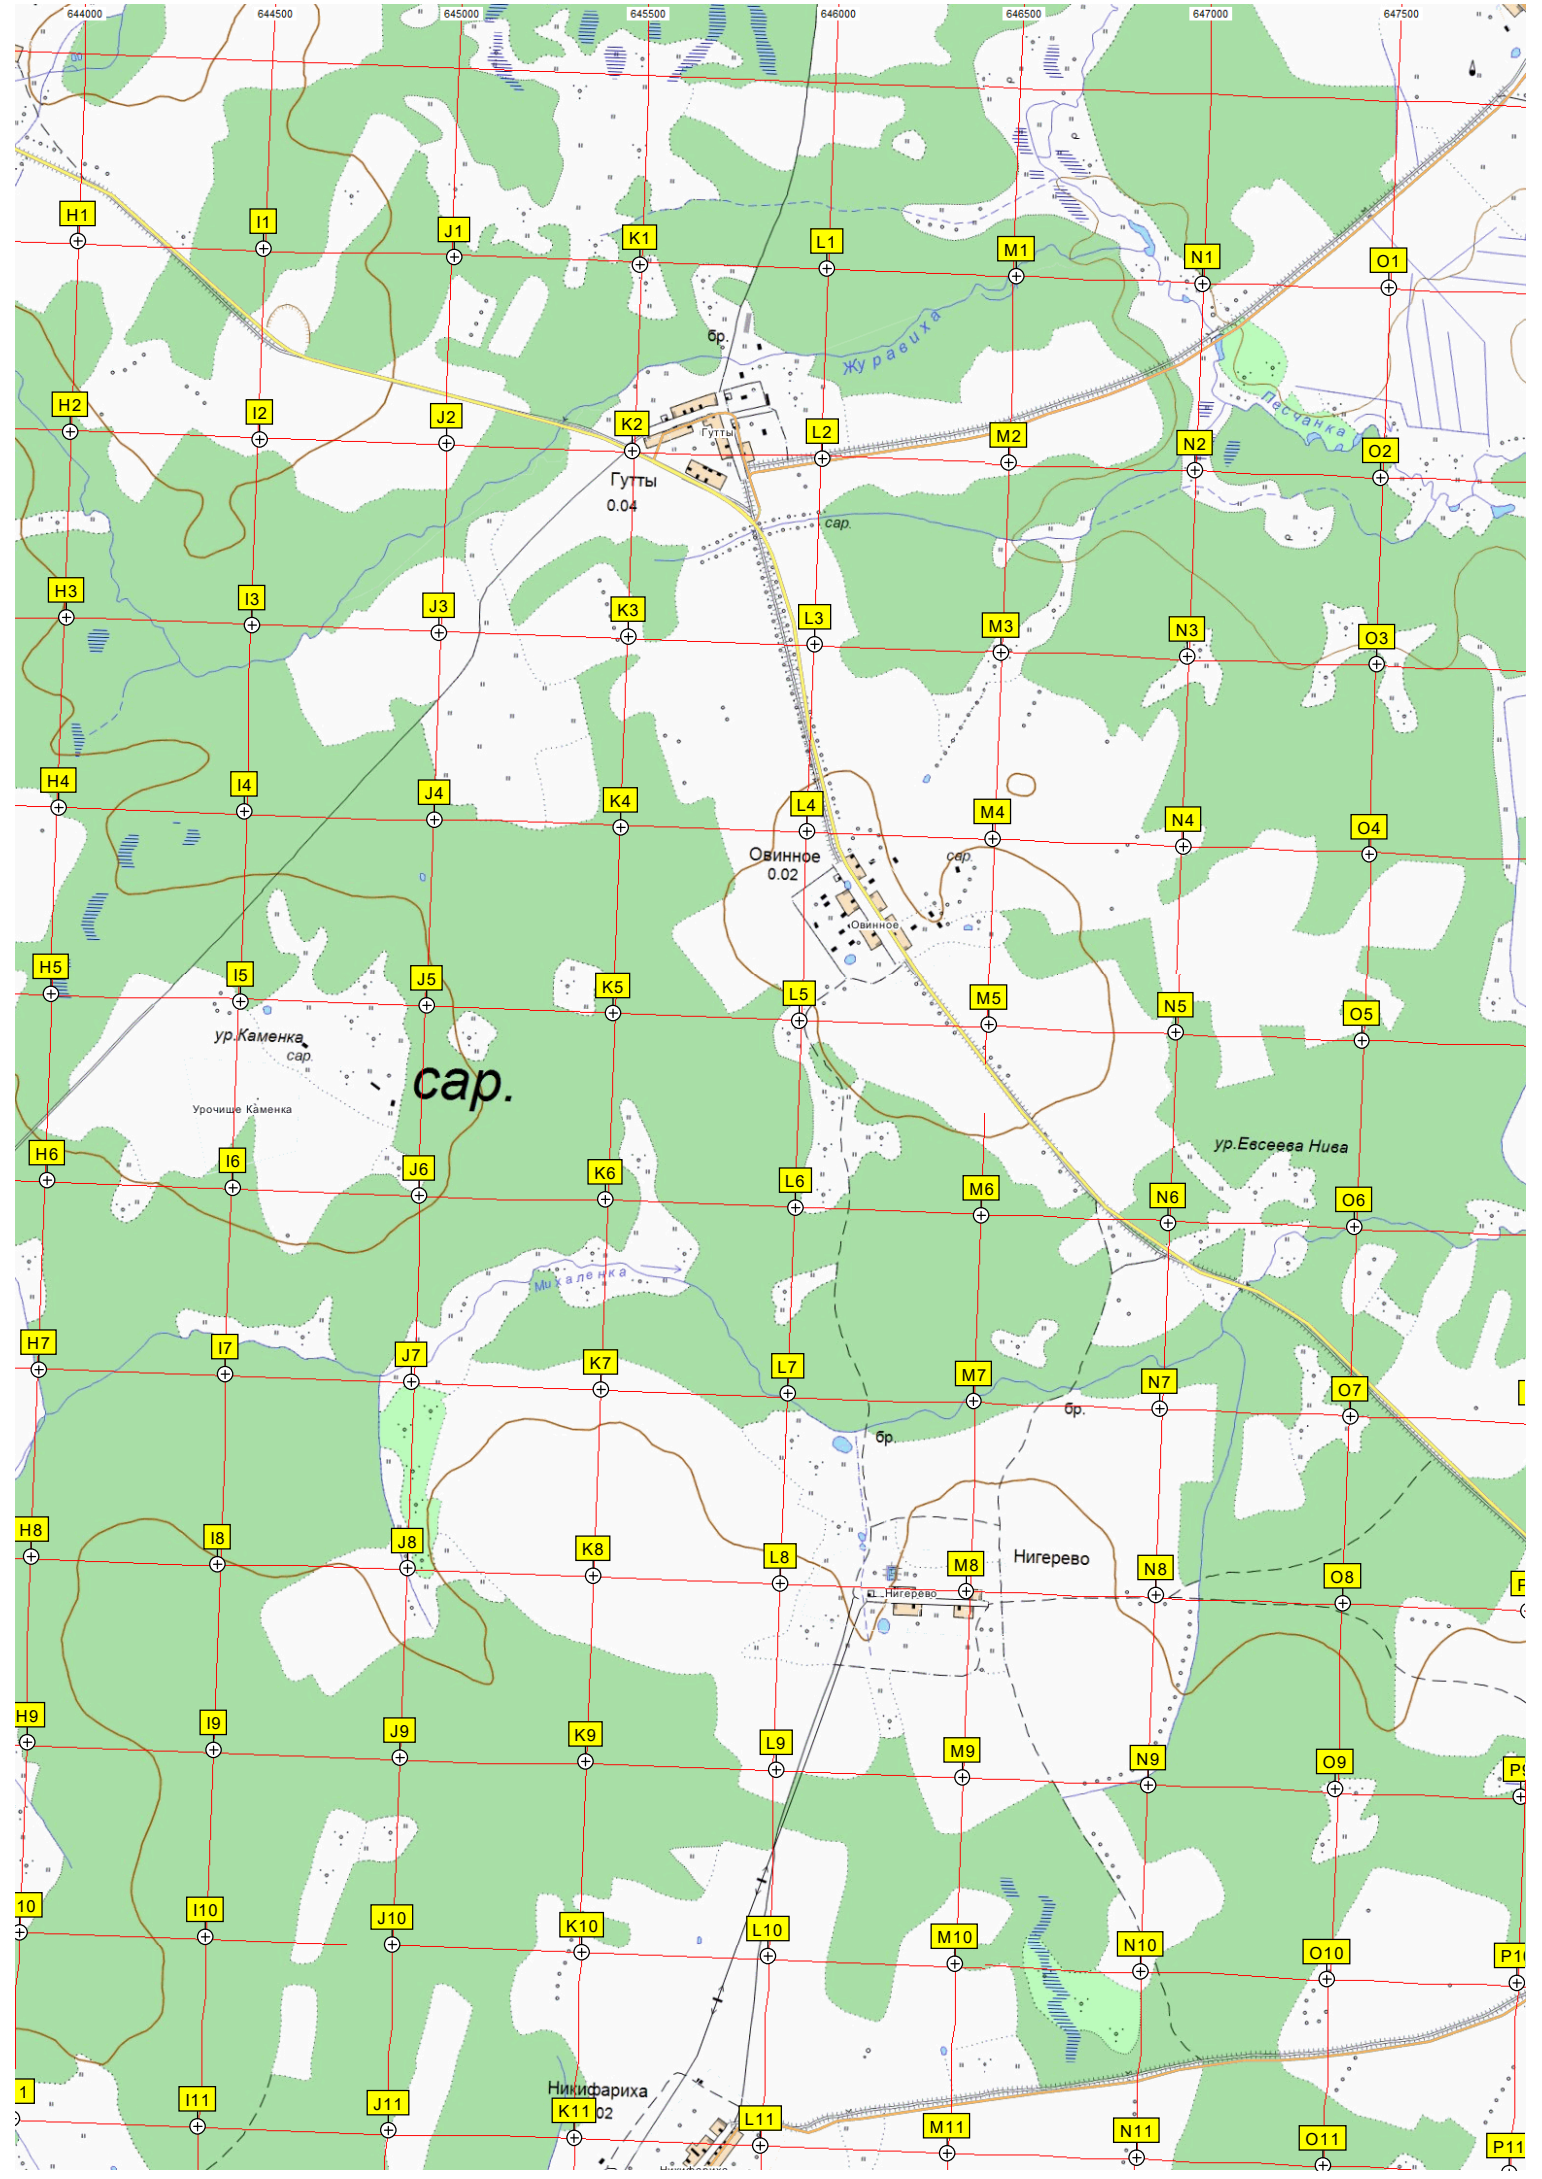 644000 644500 645000 645500 646000 646500 647000 647500
H1 I1 J1 K1 L1 M1 N1 O1
бр.
Журавиха
H2 I2 J2 K2 L2 M2 N2 O2
Песчанка
Гутты
Гутты
0.04
сар.
H3 I3 J3 K3 L3 M3 N3 O3
H4 I4 J4 K4 L4 M4 N4 O4
Овинное
0.02
сар.
Овинное
H5 I5 J5 K5 L5 M5 N5 O5
ур.Каменка
сар.
сар.
Урочище Каменка
ур.Евсеева Нива
H6 I6 J6 K6 L6 M6 N6 O6
Михаленка
H7 I7 J7 K7 L7 M7 N7 O7
бр.
бр.
H8 I8 J8 K8 L8 M8 N8 O8
Нигерево
Нигерево
H9 I9 J9 K9 L9 M9 N9 O9 P9
10 I10 J10 K10 L10 M10 N10 O10 P10
Никифариха
02
1 I11 J11 K11 L11 M11 N11 O11 P11